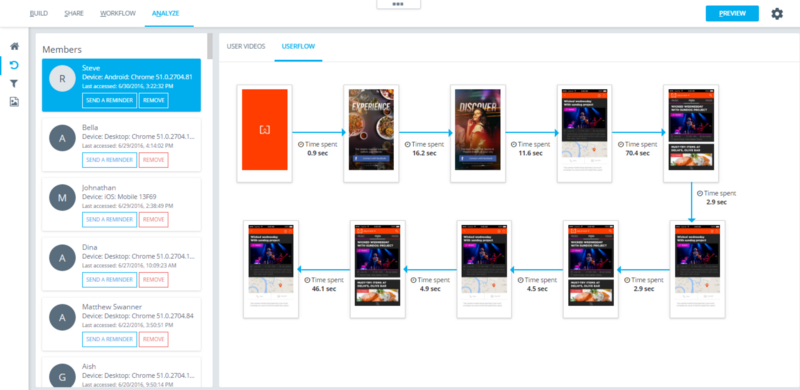 BUILD SHARE WORKFLOW ANALYZE PREVIEW
Members
R
Steve
Device: Android: Chrome 51.0.2704.81
Last accessed: 6/30/2016, 3:22:32 PM
SEND A REMINDER REMOVE
A
Bella
Device: Desktop: Chrome 51.0.2704.1...
Last accessed: 6/29/2016, 4:14:02 PM
SEND A REMINDER REMOVE
M
Johnathan
Device: iOS: Mobile 13F69
Last accessed: 6/29/2016, 2:38:49 PM
SEND A REMINDER REMOVE
A
Dina
Device: Desktop: Chrome 51.0.2704....
Last accessed: 6/27/2016, 10:09:23 AM
SEND A REMINDER REMOVE
A
Matthew Swanner
Device: Desktop: Chrome 51.0.2704.84
Last accessed: 6/22/2016, 3:50:51 PM
SEND A REMINDER REMOVE
G
Aish
Device: Desktop: Chrome 51.0.2704....
Last accessed: 6/20/2016, 9:50:14 PM
USER VIDEOS USERFLOW
EXPERIENCE
DISCOVER
Time spent
0.9 sec
Time spent
16.2 sec
Time spent
11.6 sec
Time spent
70.4 sec
Time spent
2.9 sec
Time spent
46.1 sec
Time spent
4.9 sec
Time spent
4.5 sec
Time spent
2.9 sec